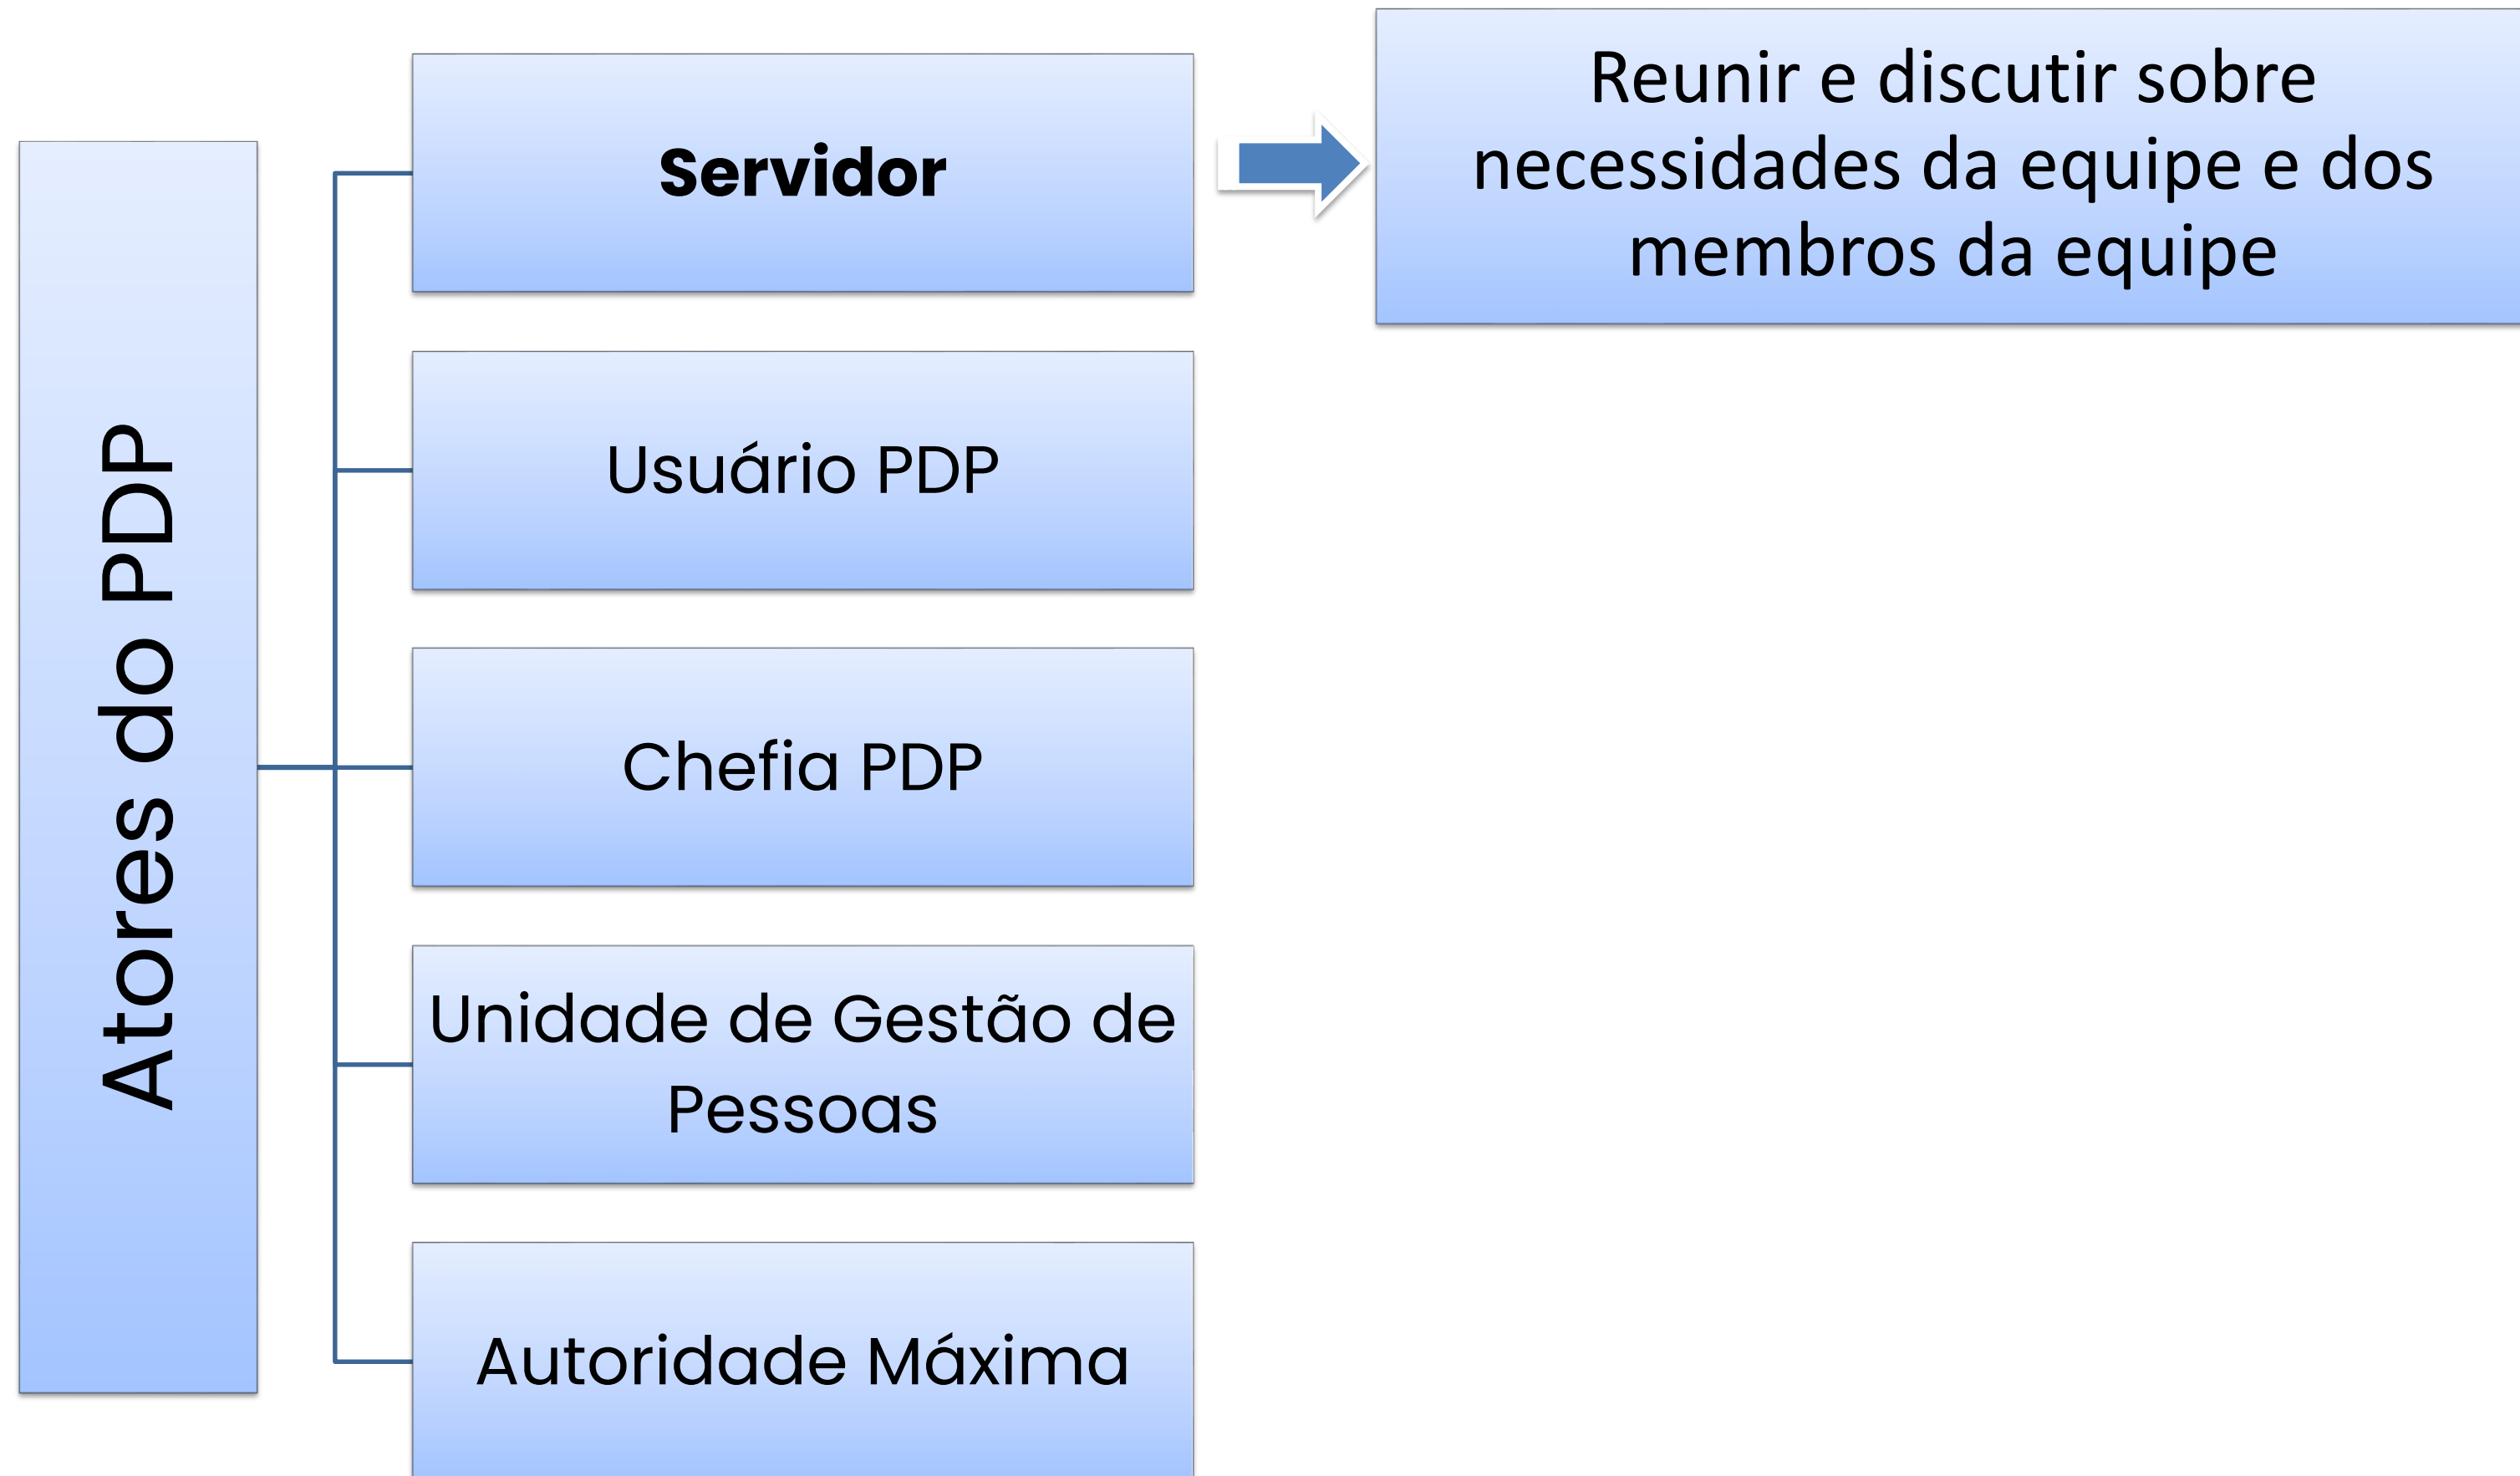 Atores do PDP
Servidor
Reunir e discutir sobre
necessidades da equipe e dos
membros da equipe
Usuário PDP
Chefia PDP
Unidade de Gestão de
Pessoas
Autoridade Máxima